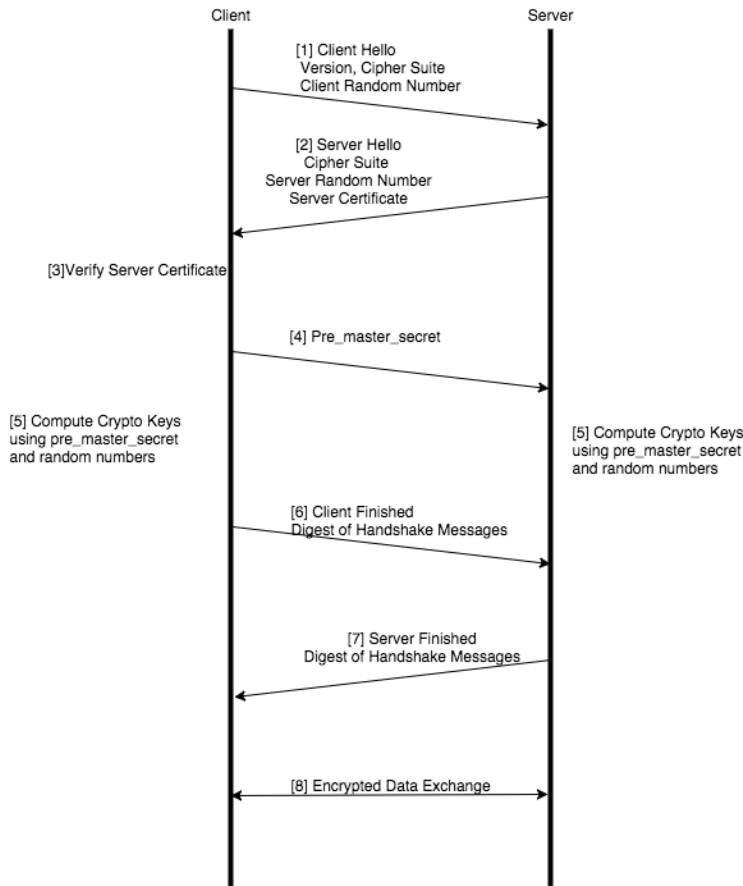 Client
Server
[1] Client Hello
Version, Cipher Suite
Client Random Number
[2] Server Hello
Cipher Suite
Server Random Number
Server Certificate
[3]Verify Server Certificate
[4] Pre_master_secret
[5] Compute Crypto Keys
using pre_master_secret
and random numbers
[5] Compute Crypto Keys
using pre_master_secret
and random numbers
[6] Client Finished
Digest of Handshake Messages
[7] Server Finished
Digest of Handshake Messages
[8] Encrypted Data Exchange